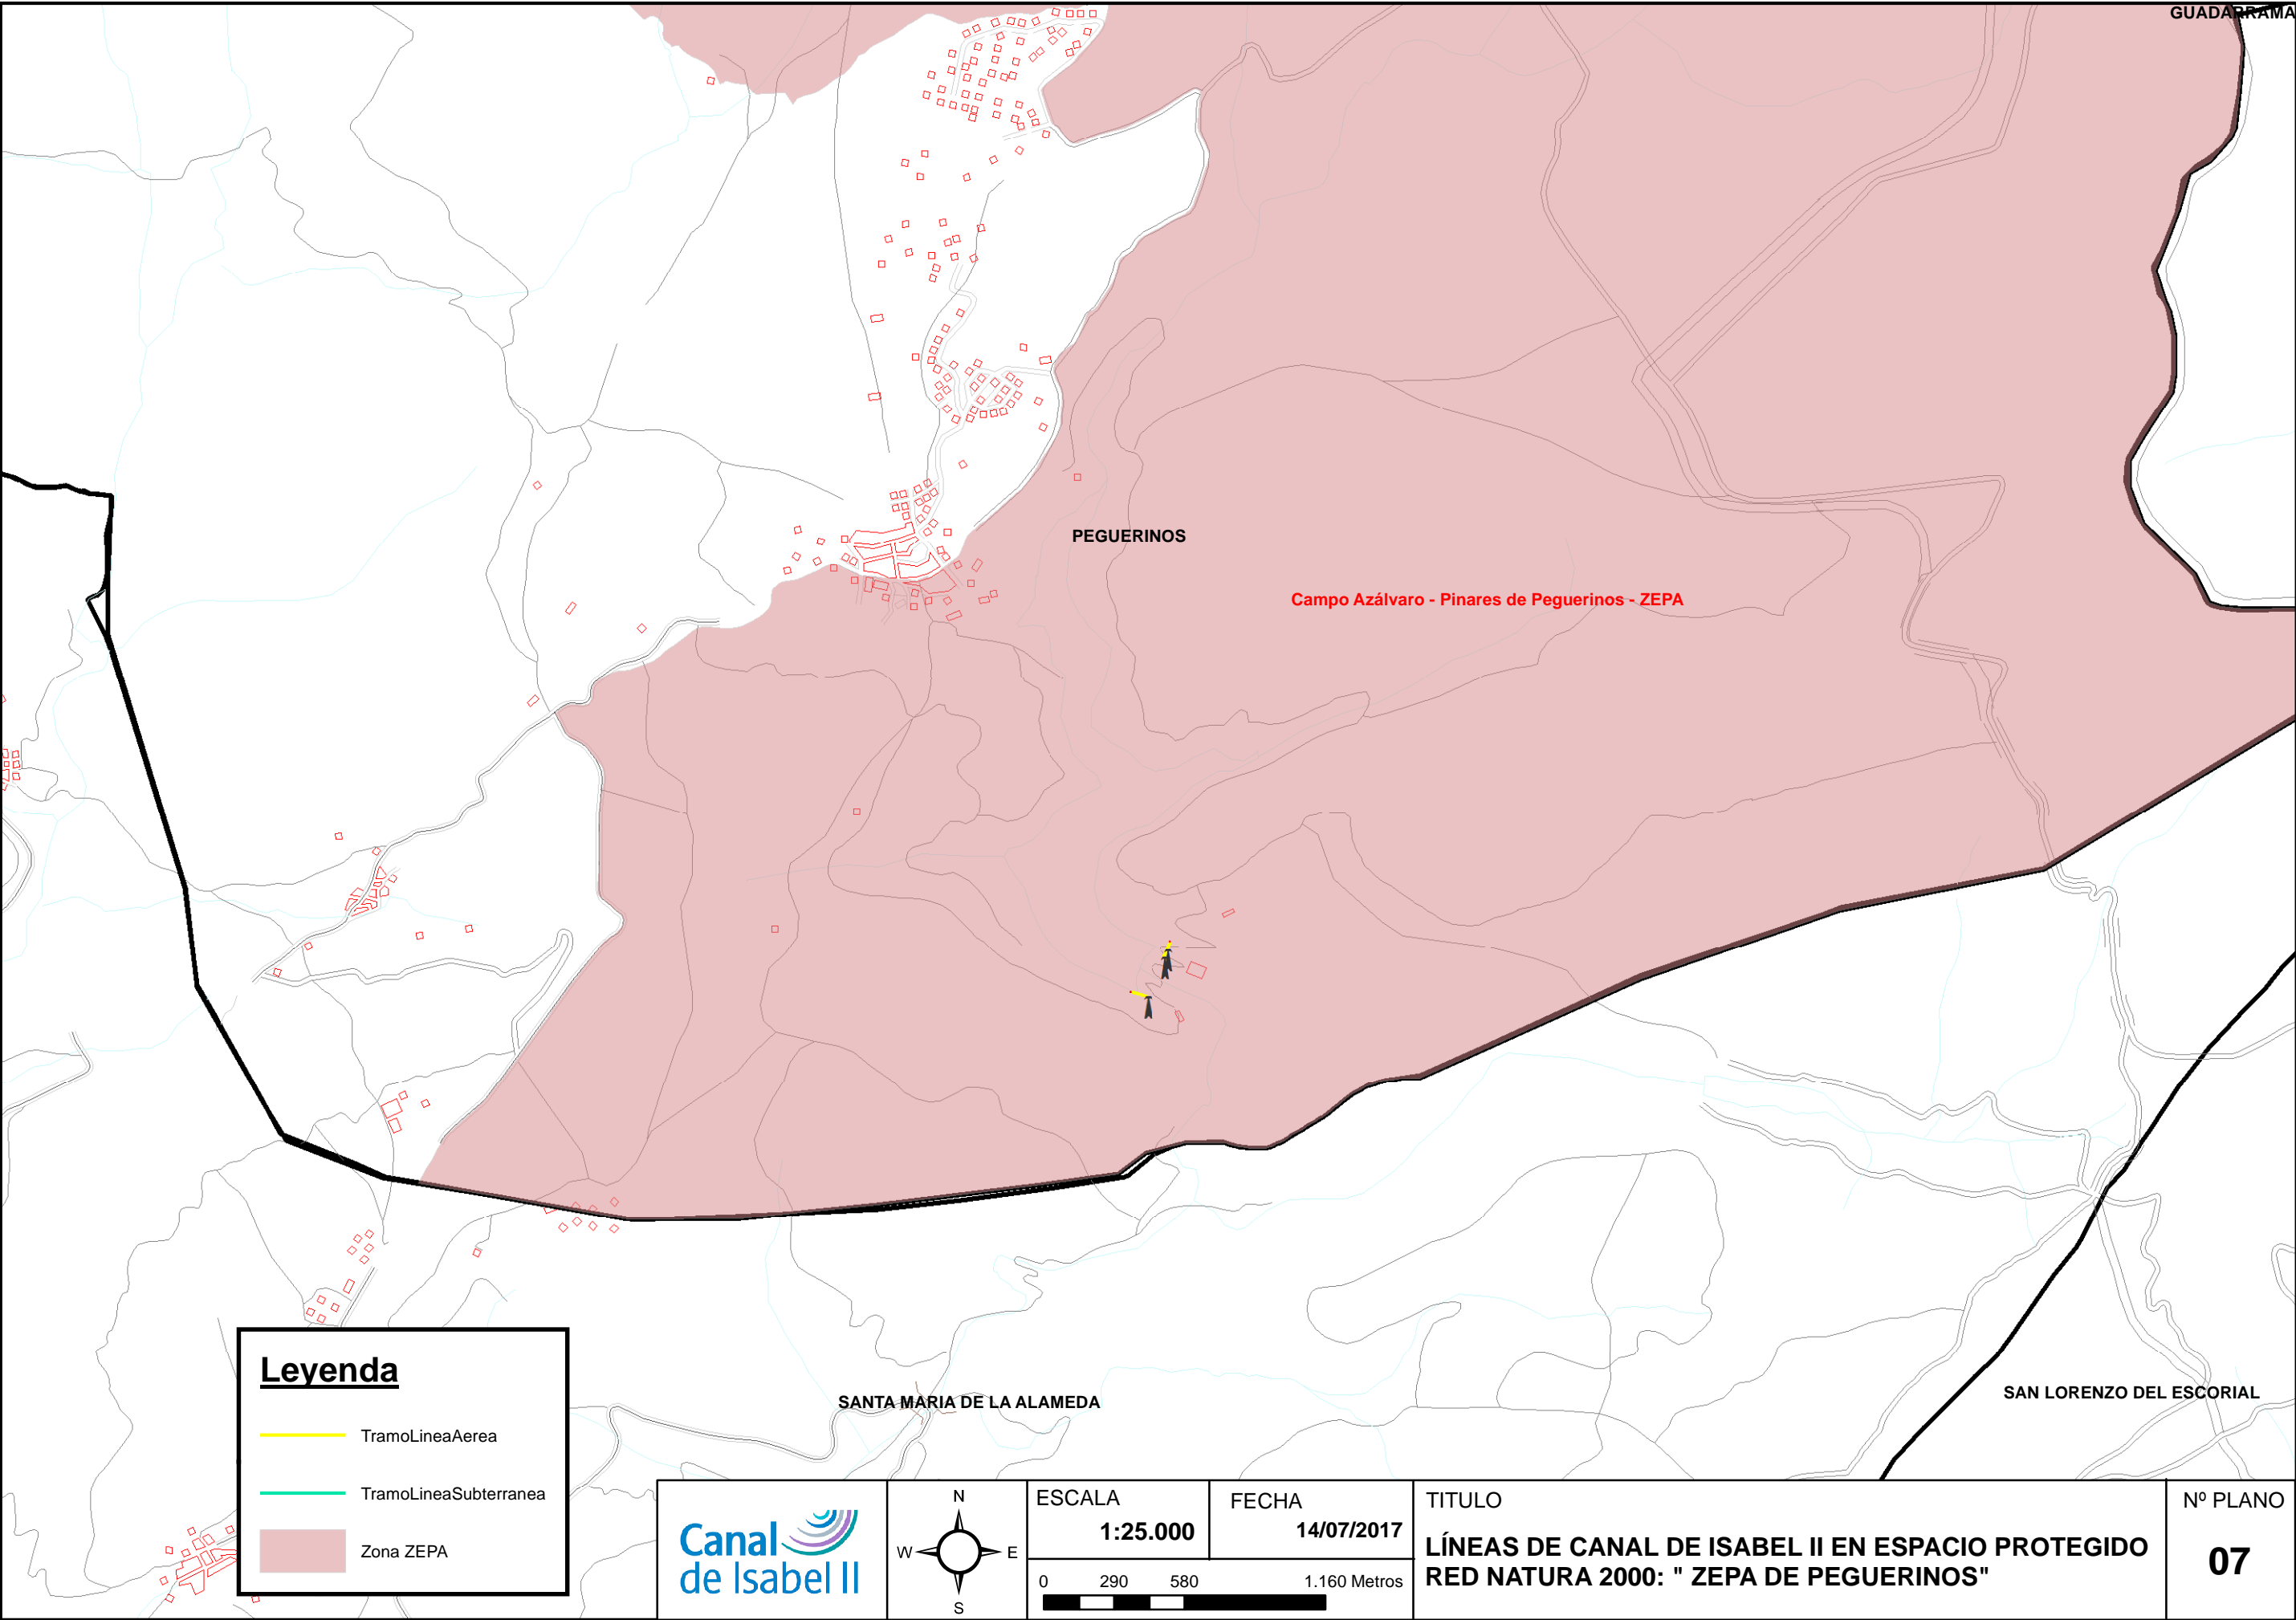 GUADARRAMA
PEGUERINOS
Campo Azálvaro - Pinares de Peguerinos - ZEPA
SANTA MARIA DE LA ALAMEDA
SAN LORENZO DEL ESCORIAL
Leyenda
TramoLineaAerea
TramoLineaSubterranea
Zona ZEPA
Canal
de Isabel II
N
W
E
S
ESCALA
1:25.000
FECHA
14/07/2017
0 290 580 1.160 Metros
TITULO
LÍNEAS DE CANAL DE ISABEL II EN ESPACIO PROTEGIDO
RED NATURA 2000: " ZEPA DE PEGUERINOS"
Nº PLANO
07